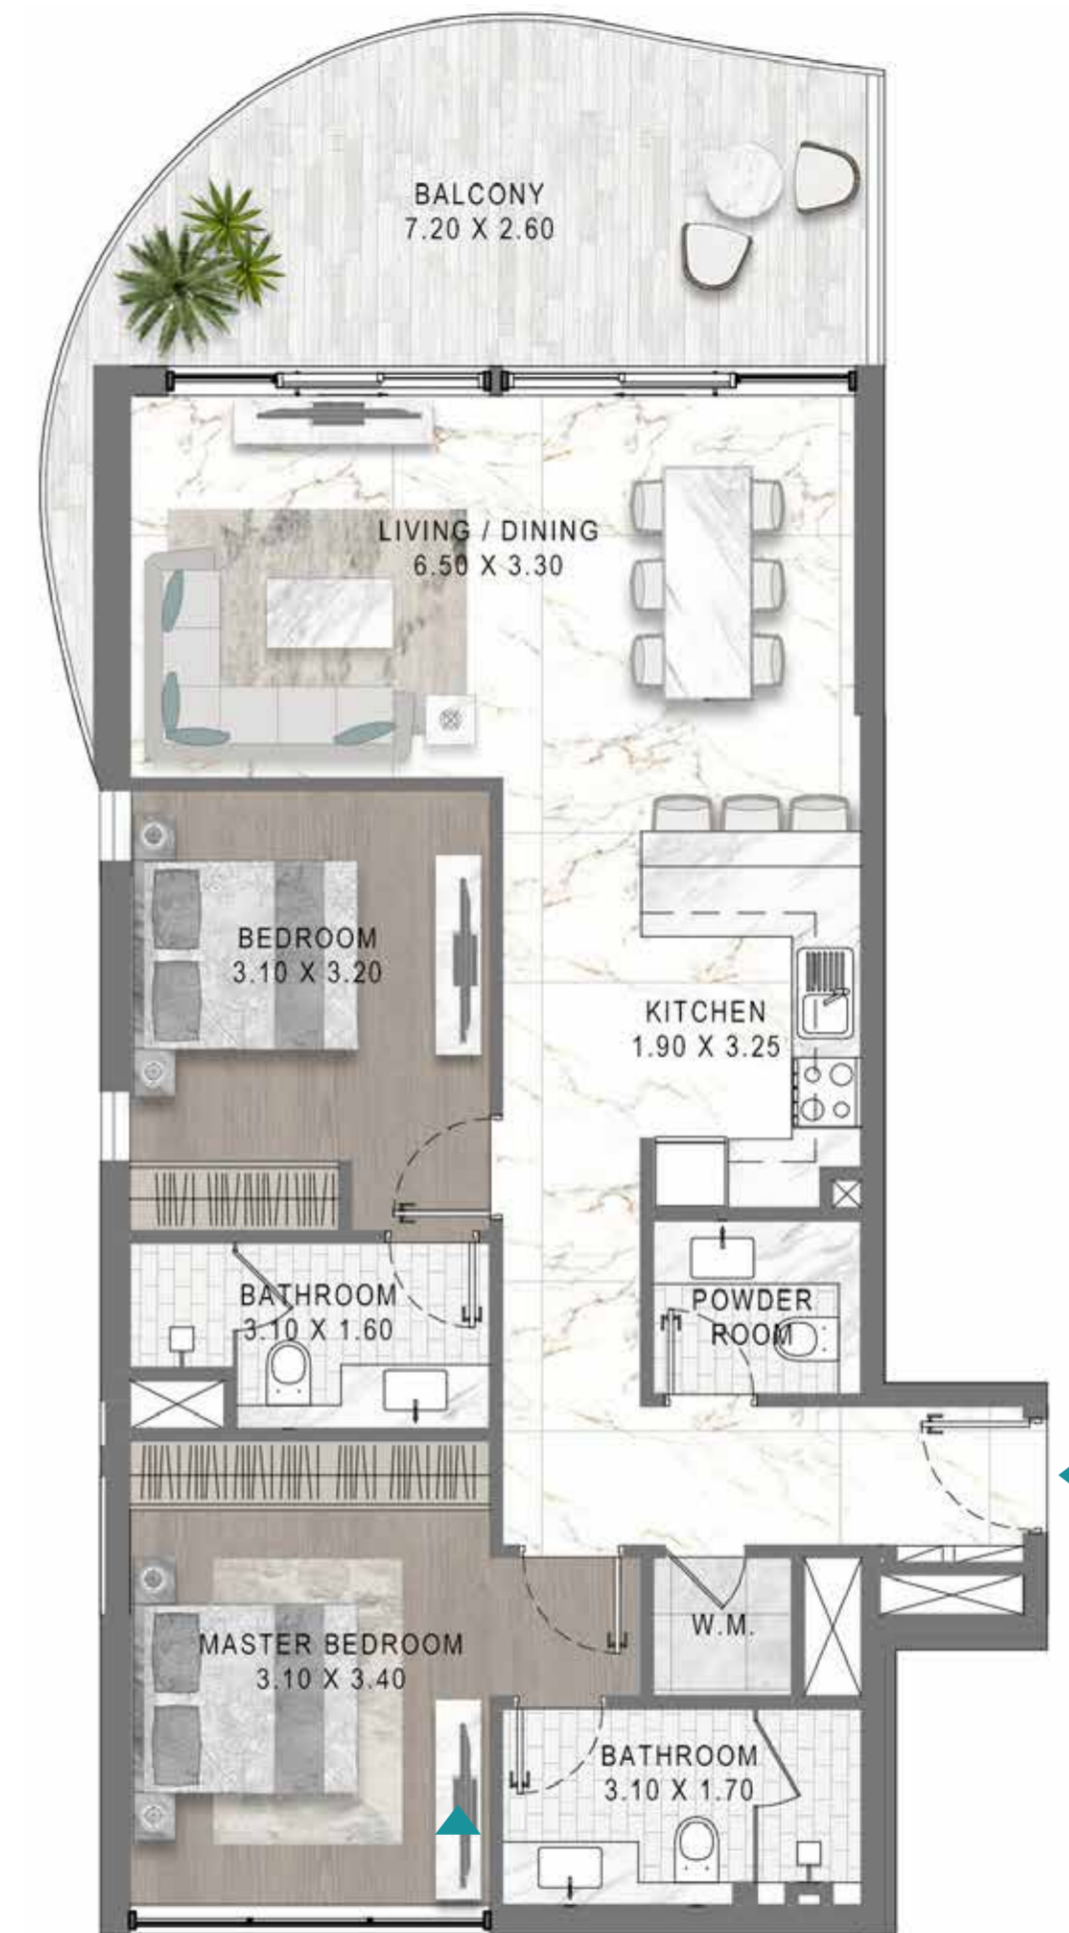 BALCONY
7.20 X 2.60
LIVING / DINING
6.50 X 3.30
BEDROOM
3.10 X 3.20
KITCHEN
1.90 X 3.25
BATHROOM
3.10 X 1.60
POWDER
ROOM
MASTER BEDROOM
3.10 X 3.40
W.M.
BATHROOM
3.10 X 1.70